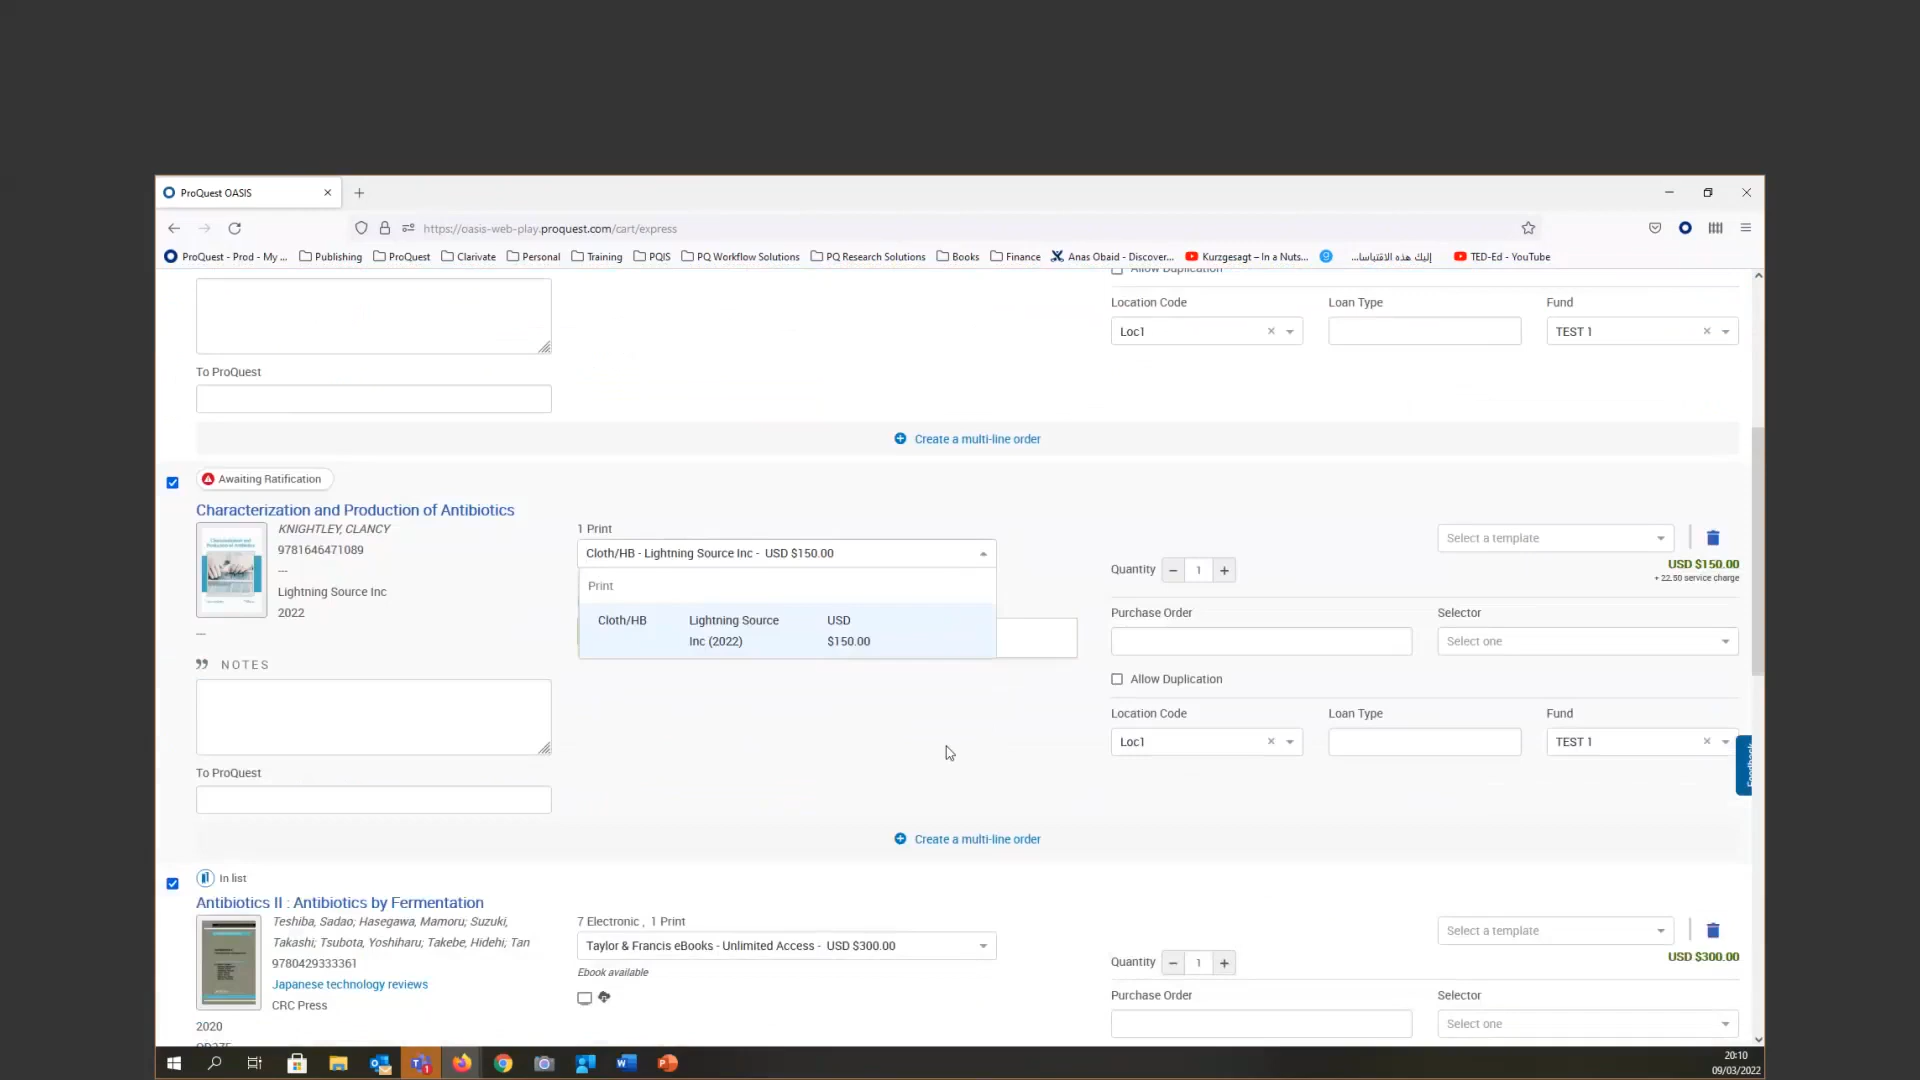 ProQuest OASIS
https://oasis-web-play.proquest.com/cart/express
ProQuest - Prod - My ...
Publishing
ProQuest
Clarivate
Personal
Training
PQIS
PQ Workflow Solutions
PQ Research Solutions
Books
Finance
Anas Obaid - Discover...
Kurzgesagt – In a Nuts...
إليك هذه الاقتباسا...
TED-Ed - YouTube
Allow Duplication
Location Code
Loan Type
Fund
Loc1
TEST 1
To ProQuest
Create a multi-line order
Awaiting Ratification
Characterization and Production of Antibiotics
KNIGHTLEY, CLANCY
9781646471089
---
Lightning Source Inc
2022
---
1 Print
Cloth/HB - Lightning Source Inc - USD $150.00
Print
Cloth/HB
Lightning Source Inc (2022)
USD $150.00
Select a template
Quantity
1
USD $150.00
+ 22.50 service charge
Purchase Order
Selector
Select one
Allow Duplication
NOTES
Location Code
Loan Type
Fund
Loc1
TEST 1
Feedback
To ProQuest
Create a multi-line order
In list
Antibiotics II : Antibiotics by Fermentation
Teshiba, Sadao; Hasegawa, Mamoru; Suzuki,
Takashi; Tsubota, Yoshiharu; Takebe, Hidehi; Tan
9780429333361
Japanese technology reviews
CRC Press
2020
7 Electronic , 1 Print
Taylor & Francis eBooks - Unlimited Access - USD $300.00
Ebook available
Select a template
Quantity
1
USD $300.00
Purchase Order
Selector
Select one
20:10
09/03/2022